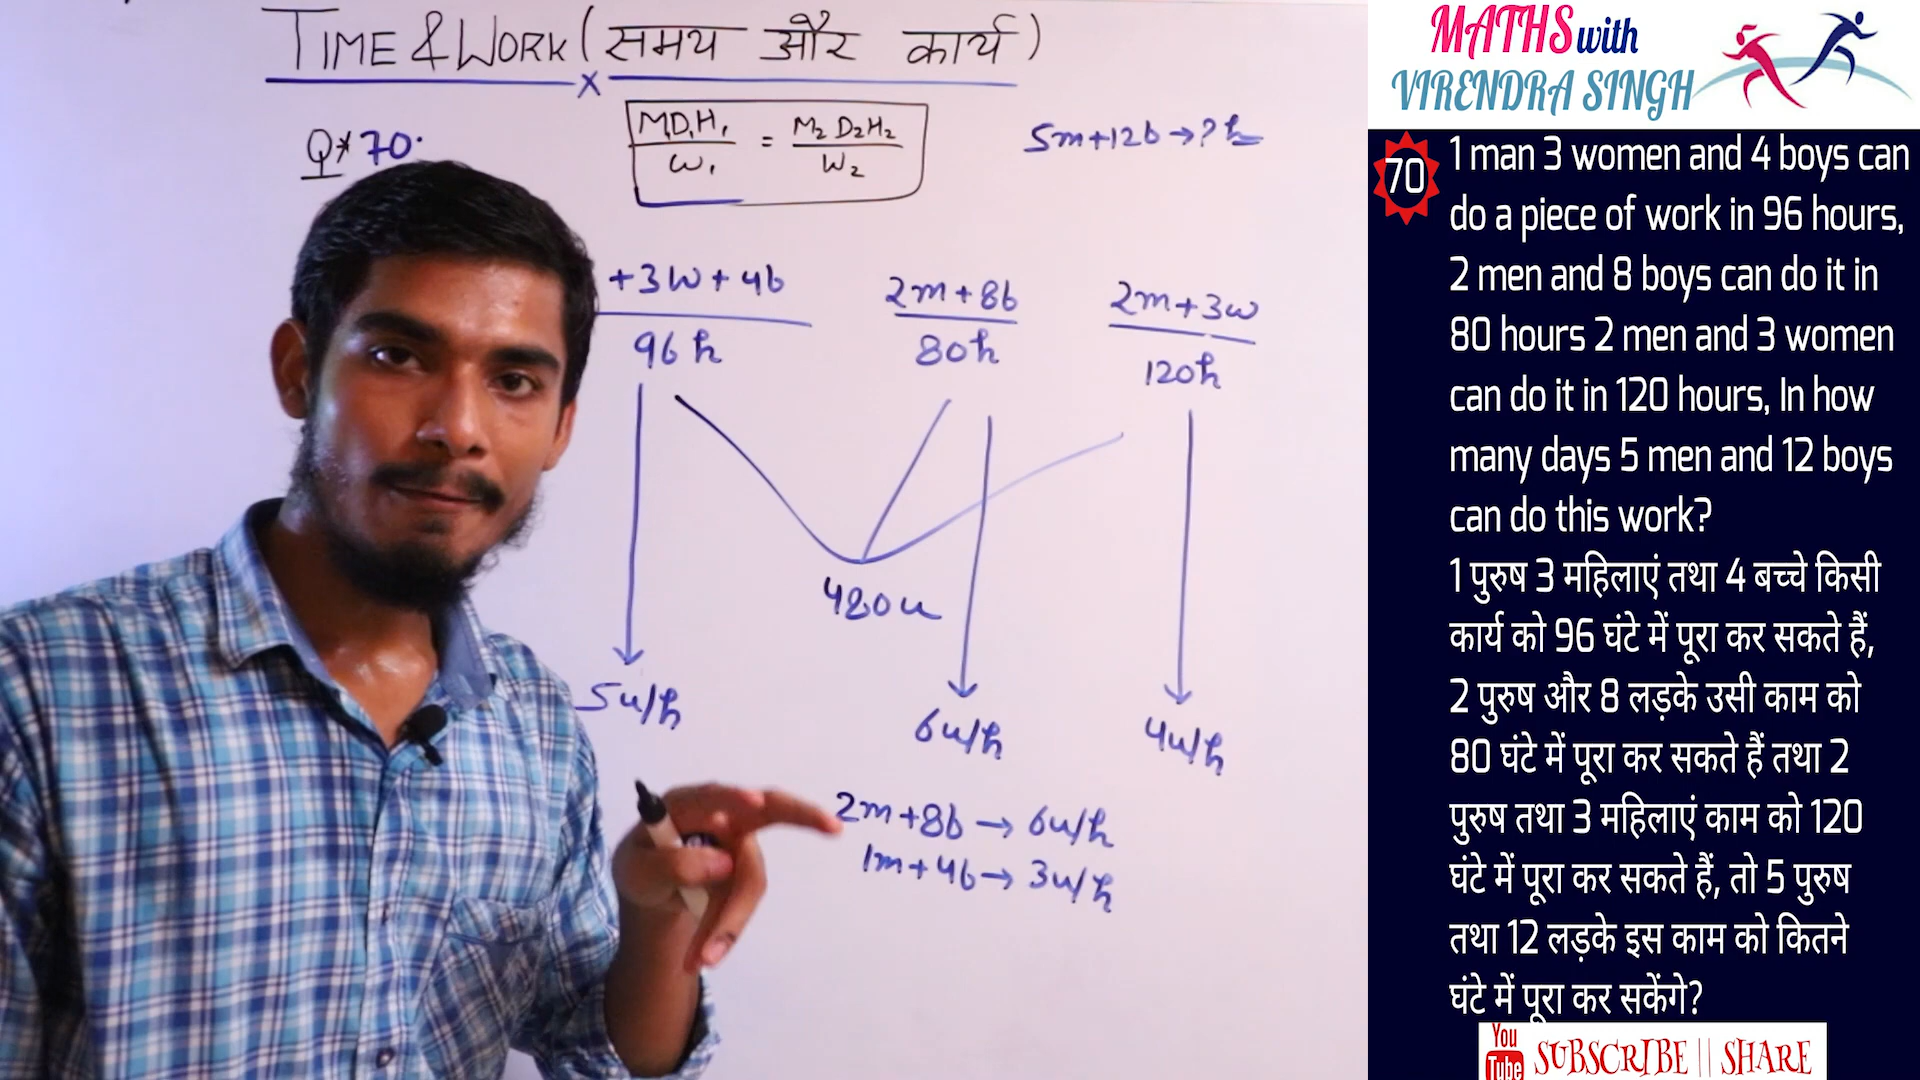 TIME & WORK (समय और कार्य)
x
Q* 70.
M1D1H1 / W1 = M2 D2H2 / W2
5m+12b→? h
+3w+4b
96 h
2m+8b
80h
2m+3w
120h
480u
5u/h
6u/h
4u/h
2m+8b → 6u/h
1m+4b → 3u/h
MATHS with
VIRENDRA SINGH
70
1 man 3 women and 4 boys can
do a piece of work in 96 hours,
2 men and 8 boys can do it in
80 hours 2 men and 3 women
can do it in 120 hours, In how
many days 5 men and 12 boys
can do this work?
1 पुरुष 3 महिलाएं तथा 4 बच्चे किसी
कार्य को 96 घंटे में पूरा कर सकते हैं,
2 पुरुष और 8 लड़के उसी काम को
80 घंटे में पूरा कर सकते हैं तथा 2
पुरुष तथा 3 महिलाएं काम को 120
घंटे में पूरा कर सकते हैं, तो 5 पुरुष
तथा 12 लड़के इस काम को कितने
घंटे में पूरा कर सकेंगे?
You Tube SUBSCRIBE || SHARE